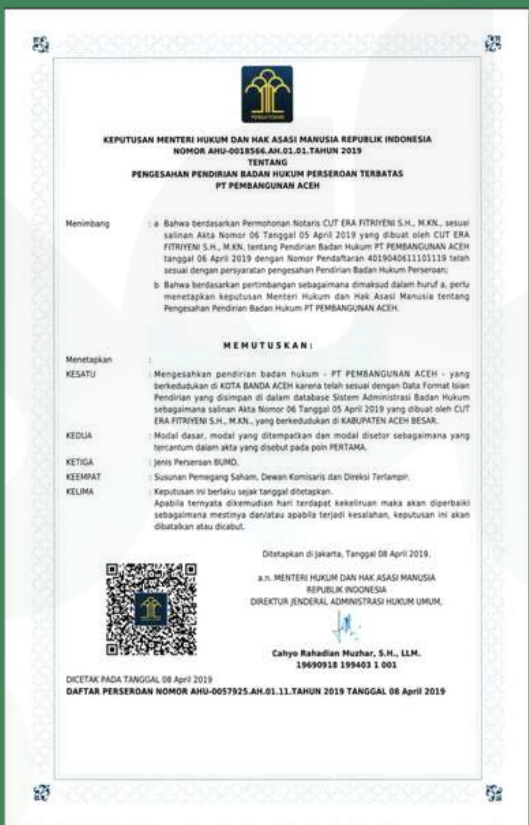 PENGAYOMAN
KEPUTUSAN MENTERI HUKUM DAN HAK ASASI MANUSIA REPUBLIK INDONESIA
NOMOR AHU-0018566.AH.01.01.TAHUN 2019
TENTANG
PENGESAHAN PENDIRIAN BADAN HUKUM PERSEROAN TERBATAS
PT PEMBANGUNAN ACEH
Menimbang : a Bahwa berdasarkan Permohonan Notaris CUT ERA FITRIYENI S.H., M.KN., sesuai
salinan Akta Nomor 06 Tanggal 05 April 2019 yang dibuat oleh CUT ERA
FITRIYENI S.H., M.KN, tentang Pendirian Badan Hukum PT PEMBANGUNAN ACEH
tanggal 06 April 2019 dengan Nomor Pendaftaran 4019040611101119 telah
sesuai dengan persyaratan pengesahan Pendirian Badan Hukum Perseroan;
b Bahwa berdasarkan pertimbangan sebagaimana dimaksud dalam huruf a, perlu
menetapkan keputusan Menteri Hukum dan Hak Asasi Manusia tentang
Pengesahan Pendirian Badan Hukum PT PEMBANGUNAN ACEH.
MEMUTUSKAN:
Menetapkan :
KESATU : Mengesahkan pendirian badan hukum - PT PEMBANGUNAN ACEH - yang
berkedudukan di KOTA BANDA ACEH karena telah sesuai dengan Data Format Isian
Pendirian yang disimpan di dalam database Sistem Administrasi Badan Hukum
sebagaimana salinan Akta Nomor 06 Tanggal 05 April 2019 yang dibuat oleh CUT
ERA FITRIYENI S.H., M.KN., yang berkedudukan di KABUPATEN ACEH BESAR.
KEDUA : Modal dasar, modal yang ditempatkan dan modal disetor sebagaimana yang
tercantum dalam akta yang disebut pada poin PERTAMA.
KETIGA : Jenis Perseroan BUMD.
KEEMPAT : Susunan Pemegang Saham, Dewan Komisaris dan Direksi Terlampir.
KELIMA : Keputusan ini berlaku sejak tanggal ditetapkan.
Apabila ternyata dikemudian hari terdapat kekeliruan maka akan diperbaiki
sebagaimana mestinya dan/atau apabila terjadi kesalahan, keputusan ini akan
dibatalkan atau dicabut.
Ditetapkan di Jakarta, Tanggal 08 April 2019.
a.n. MENTERI HUKUM DAN HAK ASASI MANUSIA
REPUBLIK INDONESIA
DIREKTUR JENDERAL ADMINISTRASI HUKUM UMUM,
Cahyo Rahadian Muzhar, S.H., LLM.
19690918 199403 1 001
DICETAK PADA TANGGAL 08 April 2019
DAFTAR PERSEROAN NOMOR AHU-0057925.AH.01.11.TAHUN 2019 TANGGAL 08 April 2019